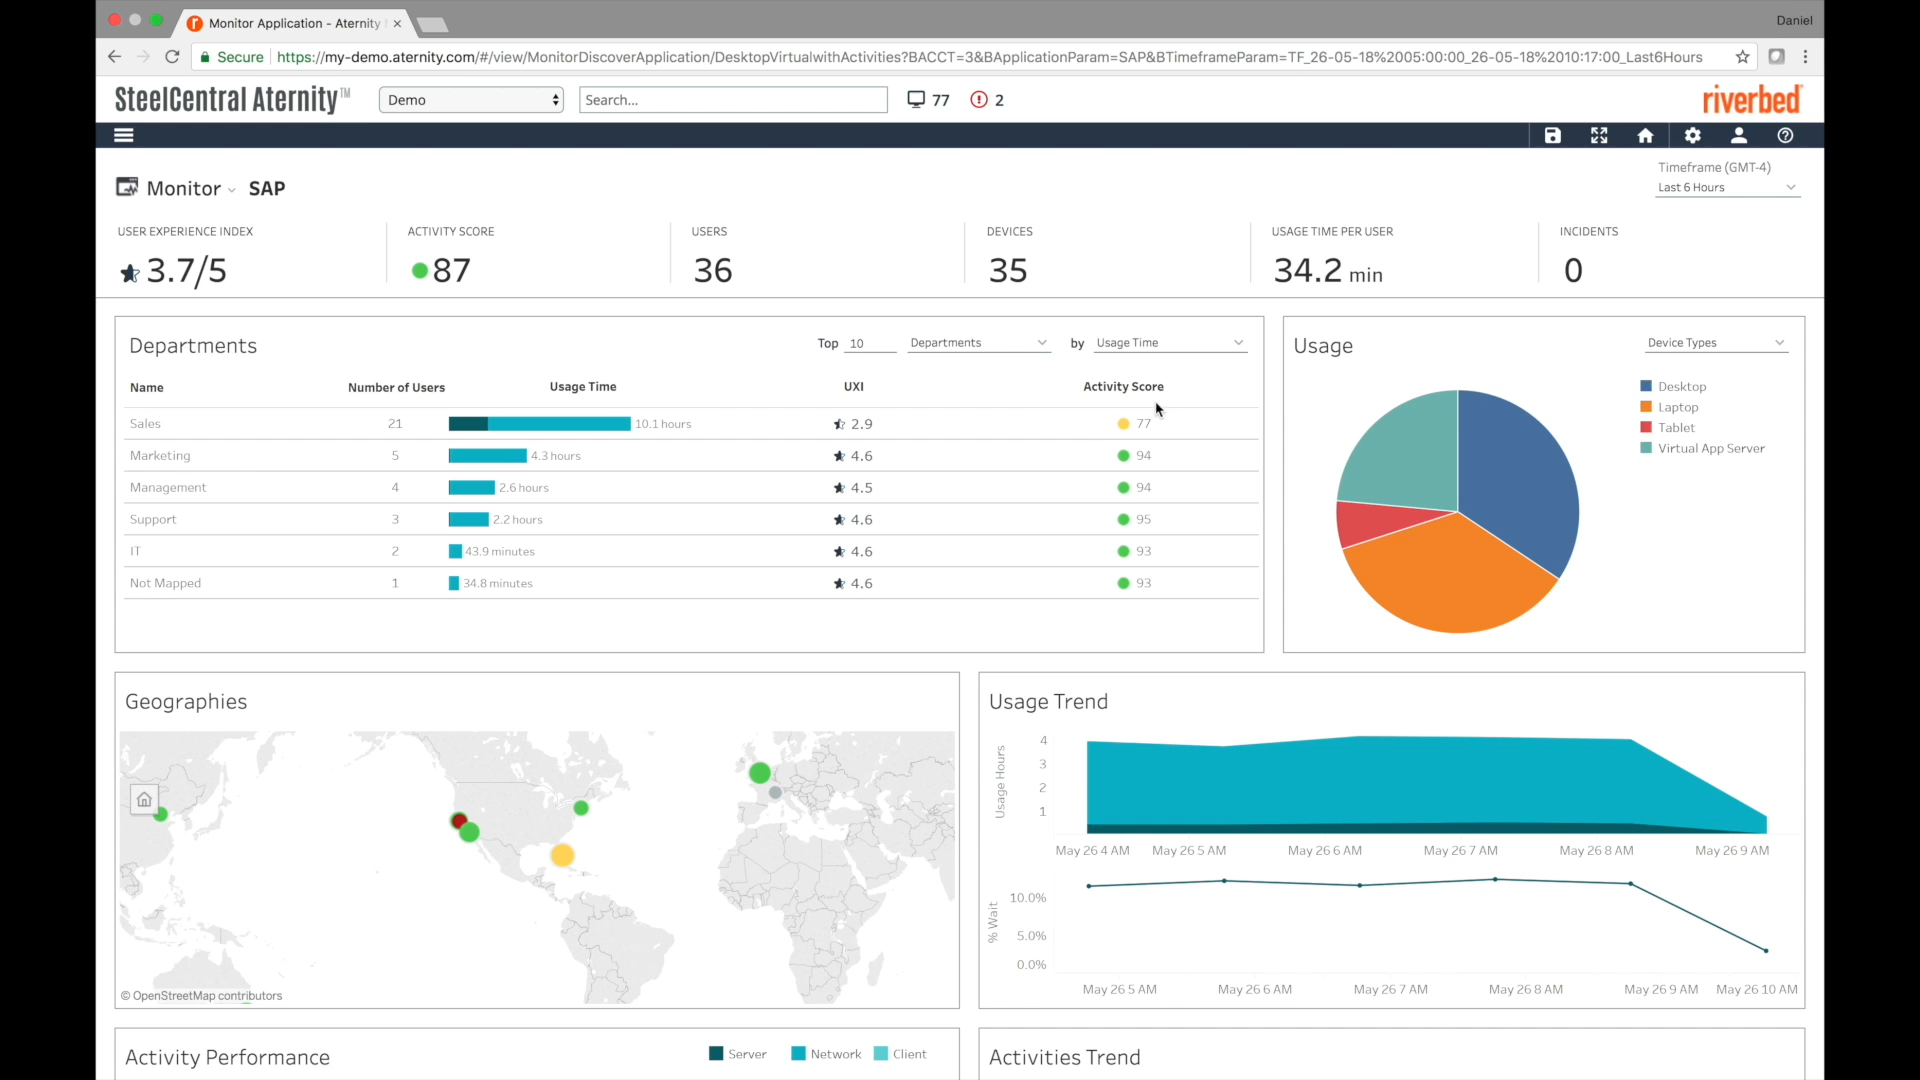 Monitor Application - Aternity
Daniel
Secure https://my-demo.aternity.com/#/view/MonitorDiscoverApplication/DesktopVirtualwithActivities?BACCT=3&BApplicationParam=SAP&BTimeframeParam=TF_26-05-18%2005:00:00_26-05-18%2010:17:00_Last6Hours
SteelCentral Aternity™ Demo Search... 77 2 riverbed
Timeframe (GMT-4)
Monitor SAP Last 6 Hours
USER EXPERIENCE INDEX ACTIVITY SCORE USERS DEVICES USAGE TIME PER USER INCIDENTS
3.7/5 87 36 35 34.2 min 0
Departments Top 10 Departments by Usage Time
Name Number of Users Usage Time UXI Activity Score
Sales 21 10.1 hours 2.9 77
Marketing 5 4.3 hours 4.6 94
Management 4 2.6 hours 4.5 94
Support 3 2.2 hours 4.6 95
IT 2 43.9 minutes 4.6 93
Not Mapped 1 34.8 minutes 4.6 93
Usage Device Types
Desktop
Laptop
Tablet
Virtual App Server
Geographies
© OpenStreetMap contributors
Usage Trend
Usage Hours
4
3
2
1
May 26 4 AM May 26 5 AM May 26 6 AM May 26 7 AM May 26 8 AM May 26 9 AM
% Wait
10.0%
5.0%
0.0%
May 26 5 AM May 26 6 AM May 26 7 AM May 26 8 AM May 26 9 AM May 26 10 AM
Activity Performance Server Network Client
Activities Trend